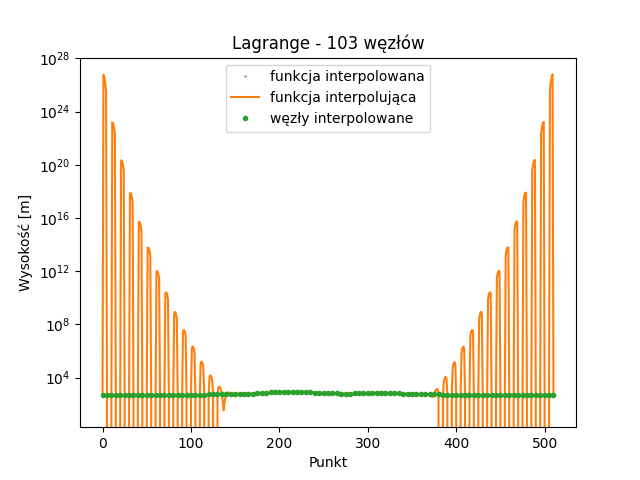 Lagrange - 103 węzłów
funkcja interpolowana
funkcja interpolująca
węzły interpolowane
10^28
10^24
10^20
10^16
10^12
10^8
10^4
Wysokość [m]
0 100 200 300 400 500
Punkt